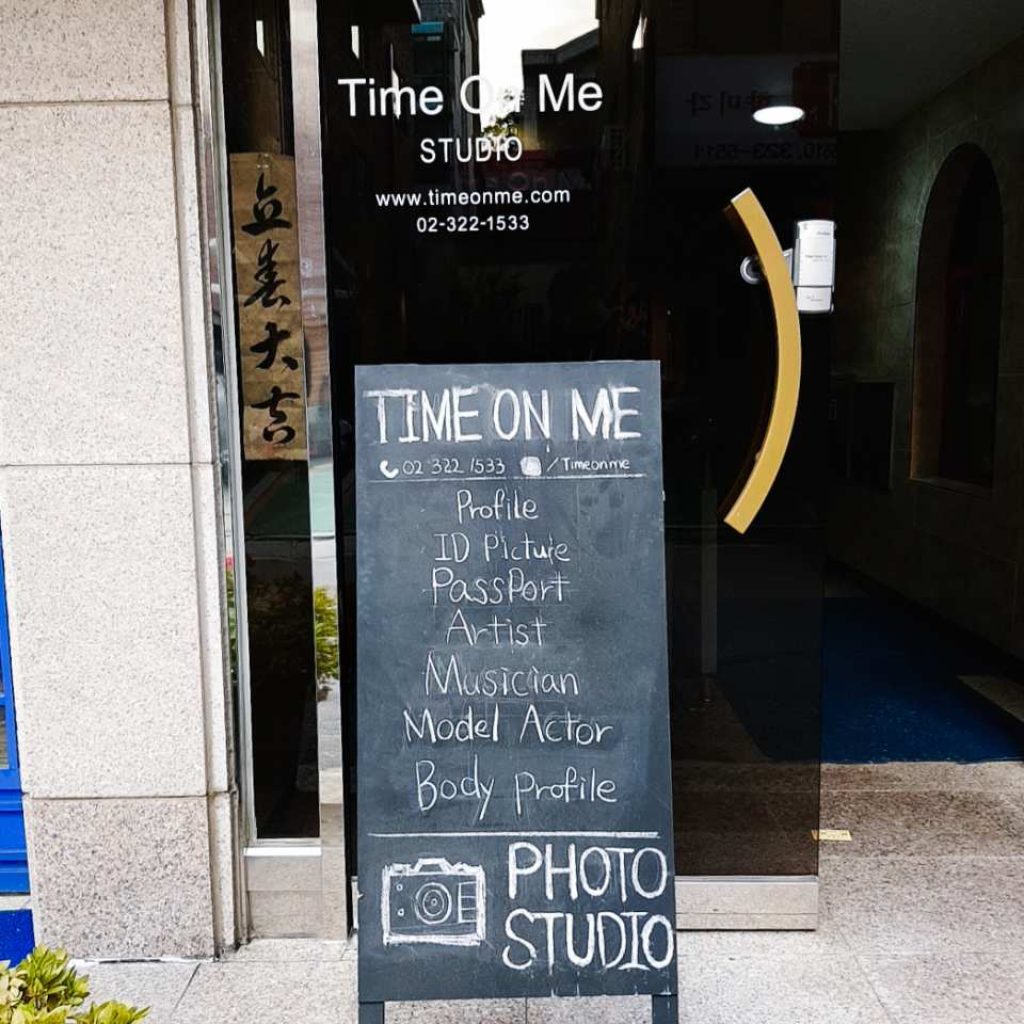 Time On Me
STUDIO
www.timeonme.com
02-322-1533
立春大吉
TIME ON ME
02 322 1533 /Timeonme
Profile
ID Picture
PassPort
Artist
Musician
Model Actor
Body Profile
PHOTO
STUDIO